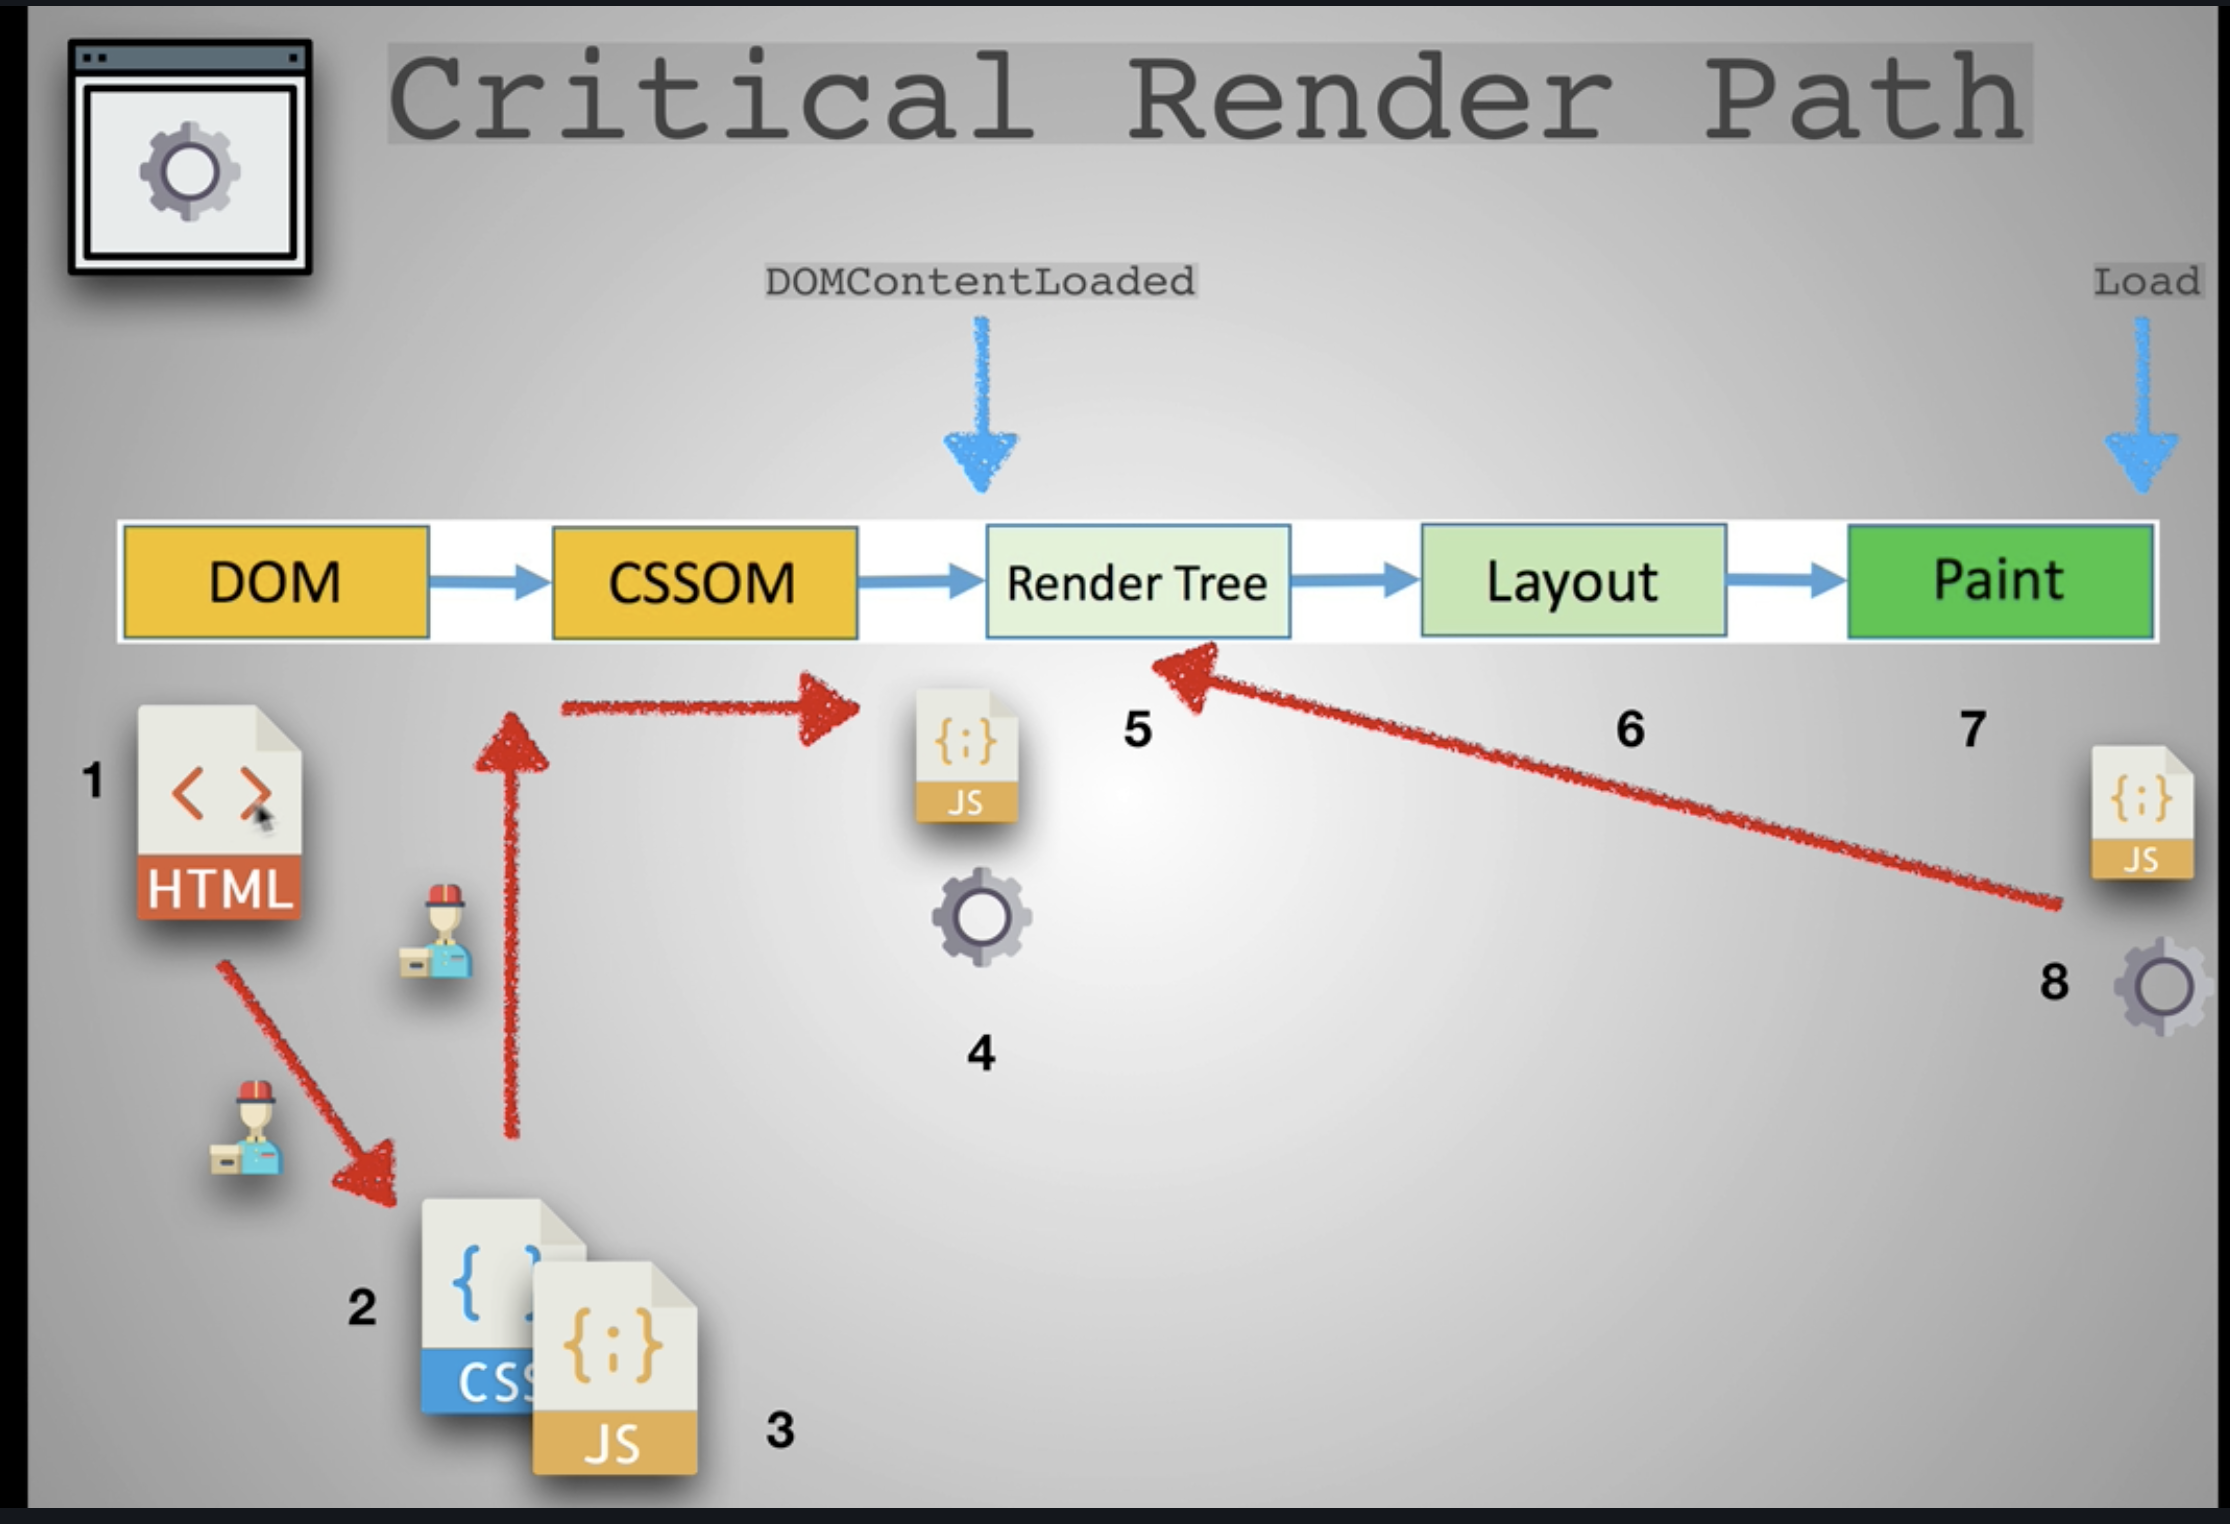 Critical Render Path
DOMContentLoaded
Load
DOM
CSSOM
Render Tree
Layout
Paint
1
HTML
JS
5
6
7
JS
8
4
2
CSS
JS
3